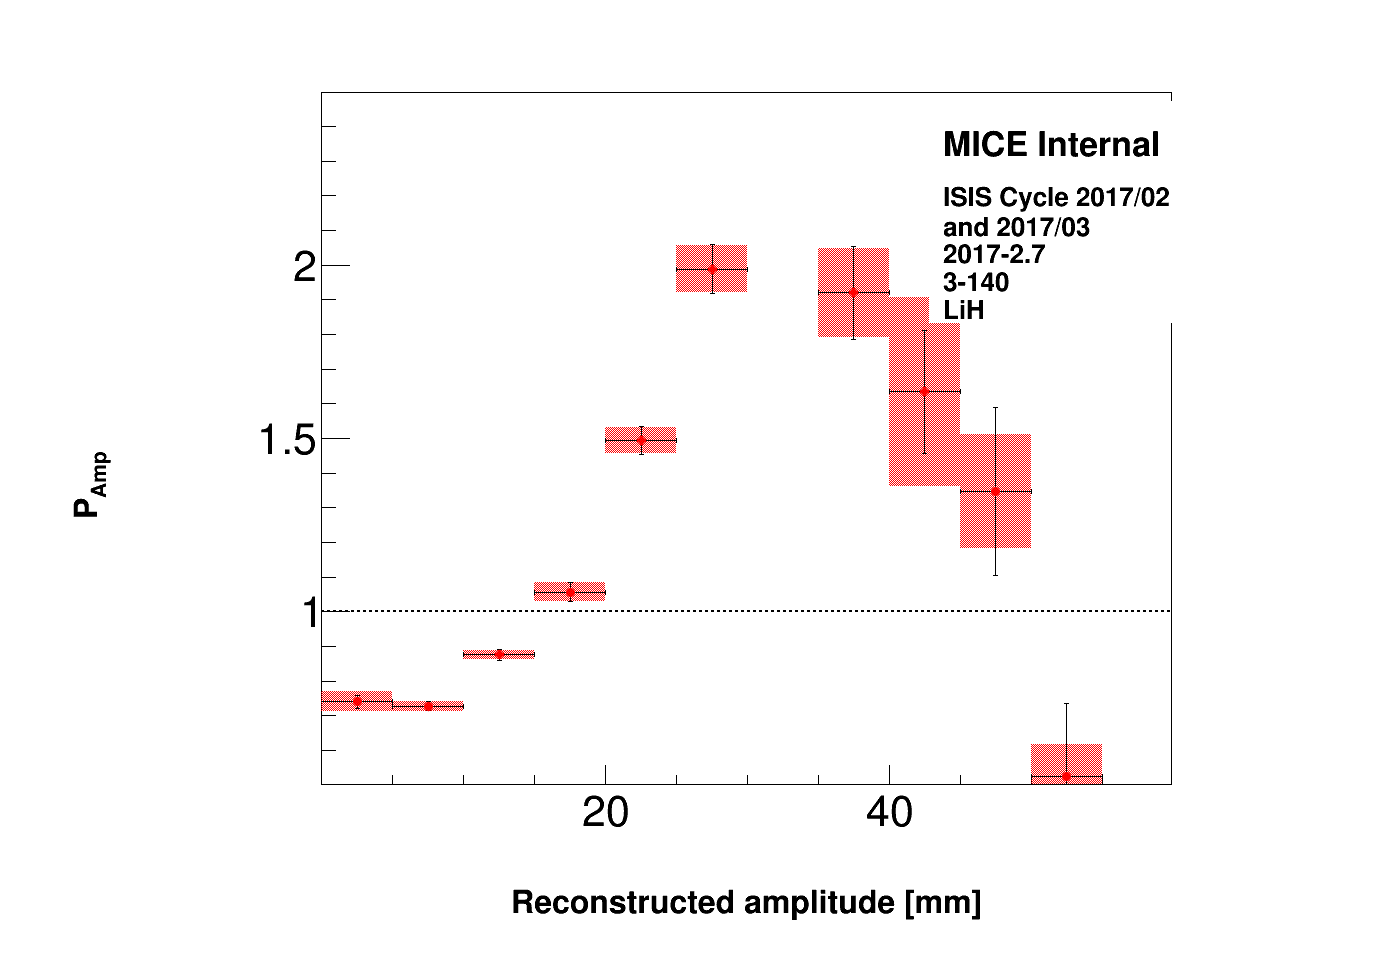 MICE Internal
ISIS Cycle 2017/02
and 2017/03
2017-2.7
3-140
LiH
2
1.5
1
P_Amp
20 40
Reconstructed amplitude [mm]